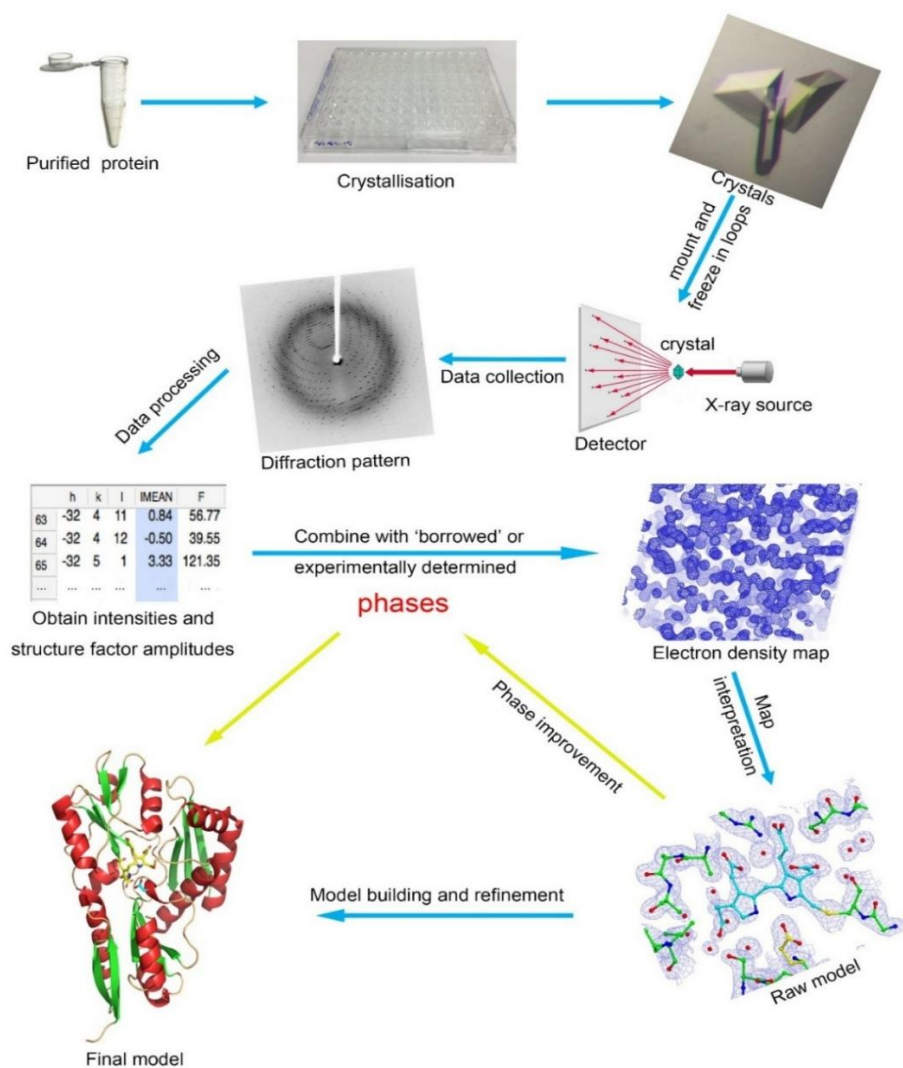 Purified protein
Crystallisation
Crystals
mount and
freeze in loops
crystal
X-ray source
Detector
Data collection
Diffraction pattern
Data processing
h k l IMEAN F
63 -32 4 11 0.84 56.77
64 -32 4 12 -0.50 39.55
65 -32 5 1 3.33 121.35
... ... ... ... ... ...
Obtain intensities and
structure factor amplitudes
Combine with ‘borrowed’ or
experimentally determined
phases
Electron density map
Map
interpretation
Phase improvement
Raw model
Model building and refinement
Final model